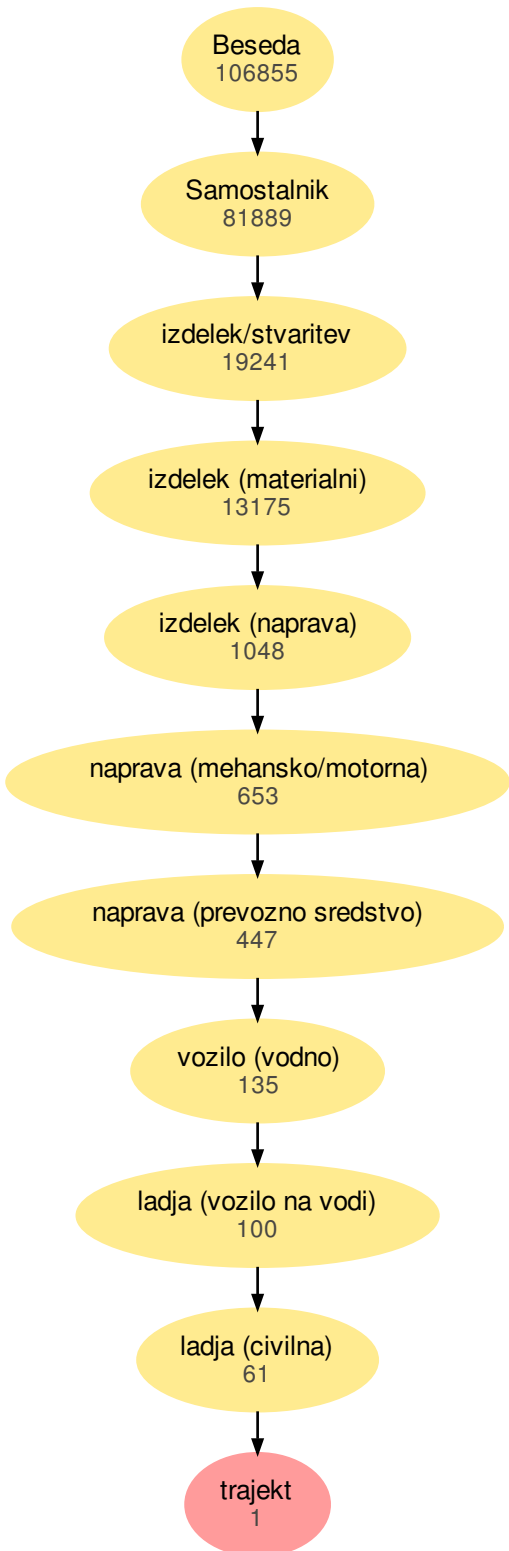 Beseda
106855
Samostalnik
81889
izdelek/stvaritev
19241
izdelek (materialni)
13175
izdelek (naprava)
1048
naprava (mehansko/motorna)
653
naprava (prevozno sredstvo)
447
vozilo (vodno)
135
ladja (vozilo na vodi)
100
ladja (civilna)
61
trajekt
1